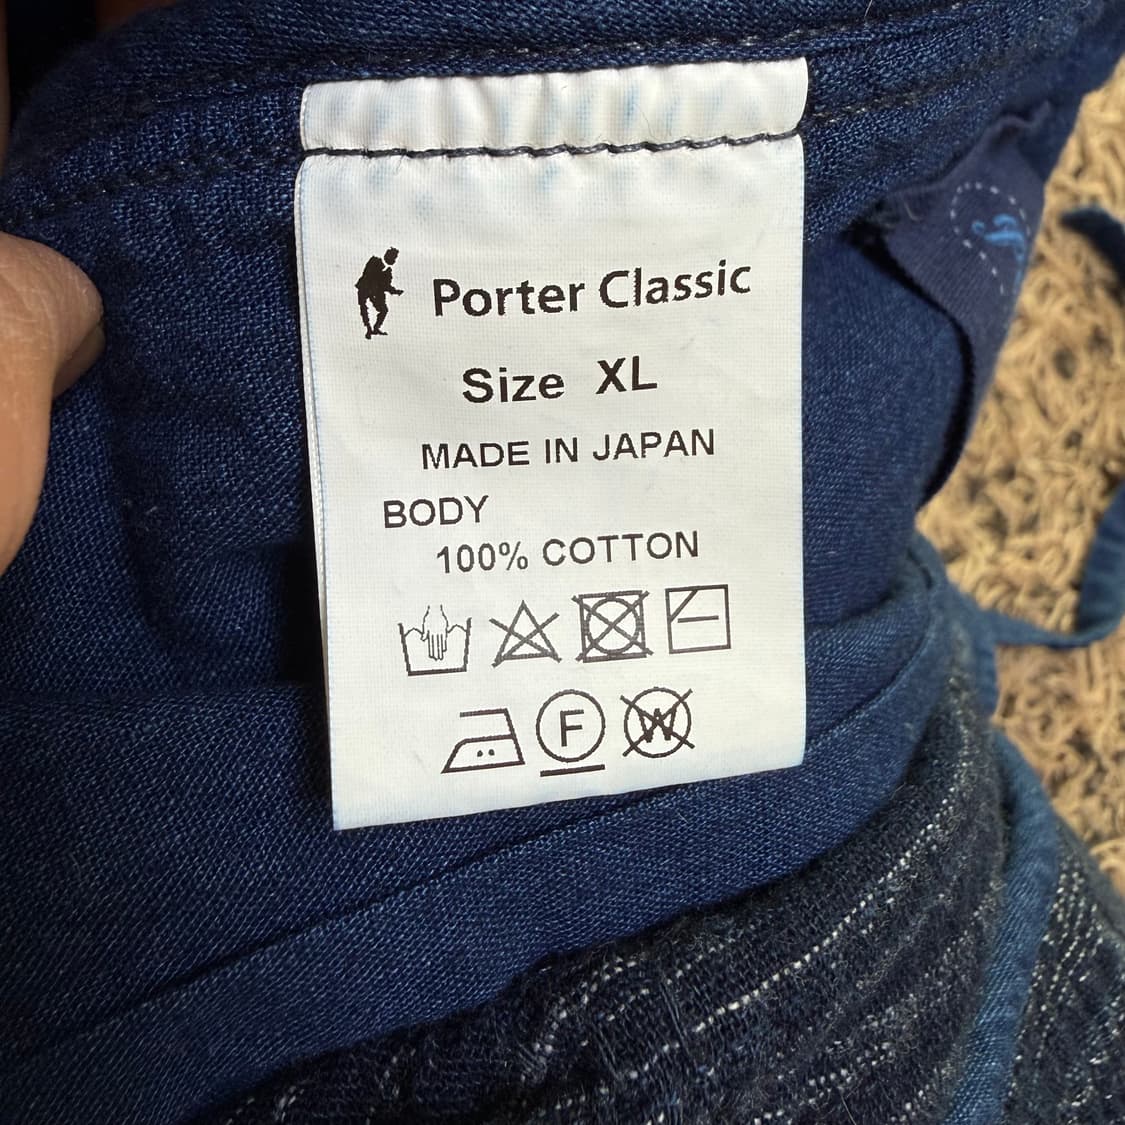 Porter Classic
Size XL
MADE IN JAPAN
BODY
100% COTTON
F
W